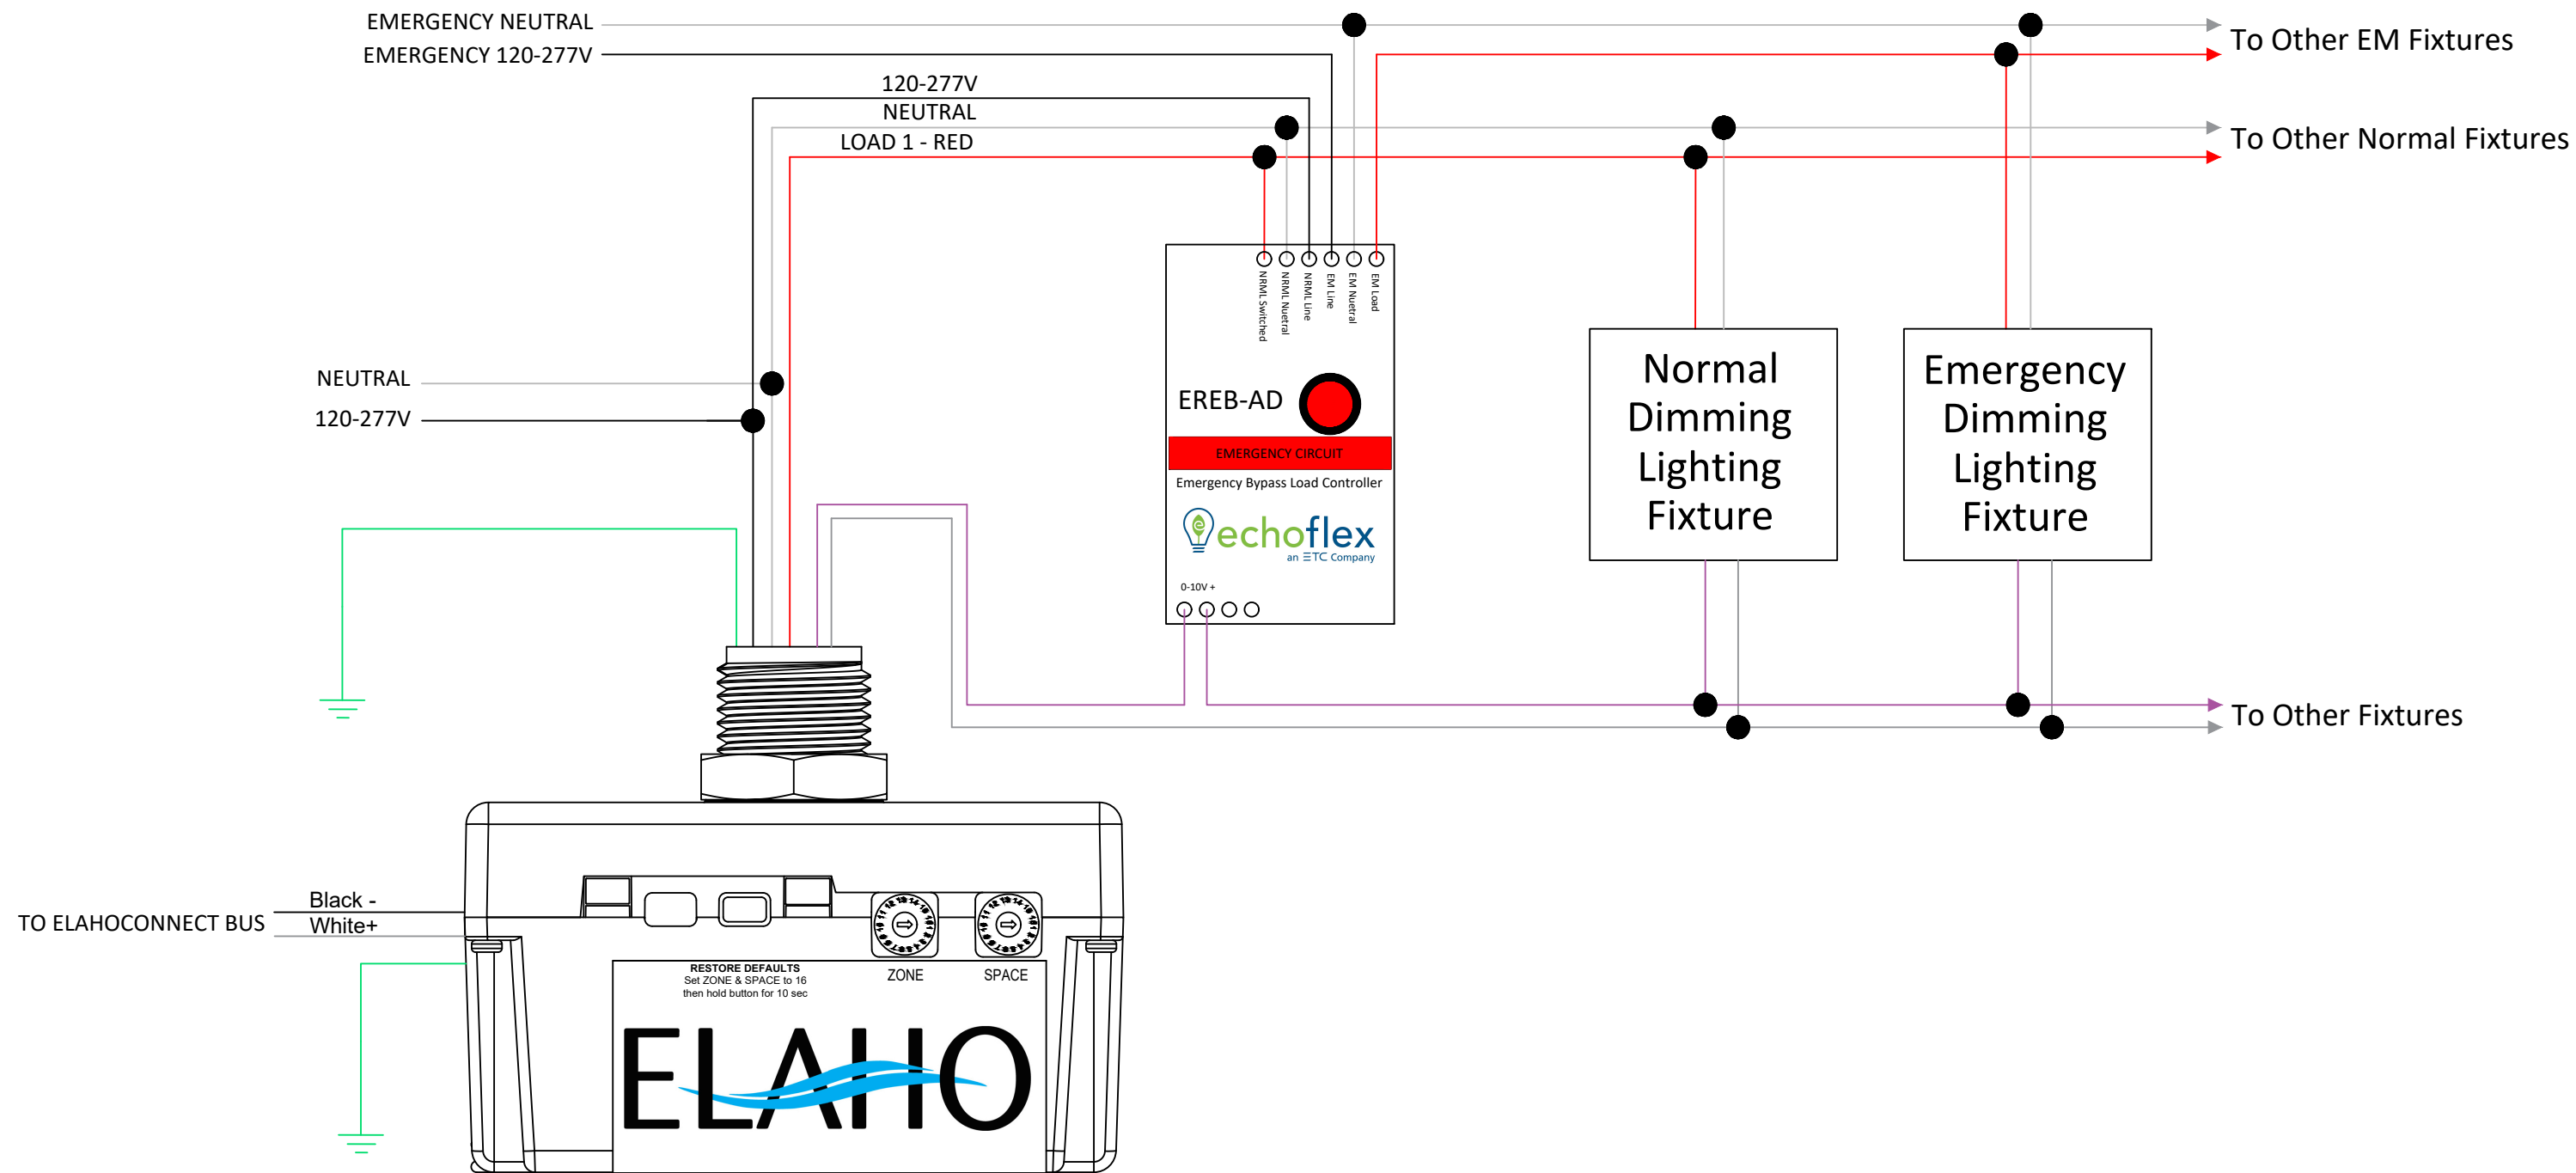 EMERGENCY NEUTRAL
EMERGENCY 120-277V
To Other EM Fixtures
120-277V
NEUTRAL
LOAD 1 - RED
To Other Normal Fixtures
NRML Switched
NRML Nuetral
NRML Line
EM Line
EM Nuetral
EM Load
NEUTRAL
120-277V
EREB-AD
EMERGENCY CIRCUIT
Emergency Bypass Load Controller
echoflex
an ETC Company
0-10V +
Normal
Dimming
Lighting
Fixture
Emergency
Dimming
Lighting
Fixture
To Other Fixtures
TO ELAHOCONNECT BUS
Black -
White+
RESTORE DEFAULTS
Set ZONE & SPACE to 16
then hold button for 10 sec
ZONE
SPACE
ELAHO